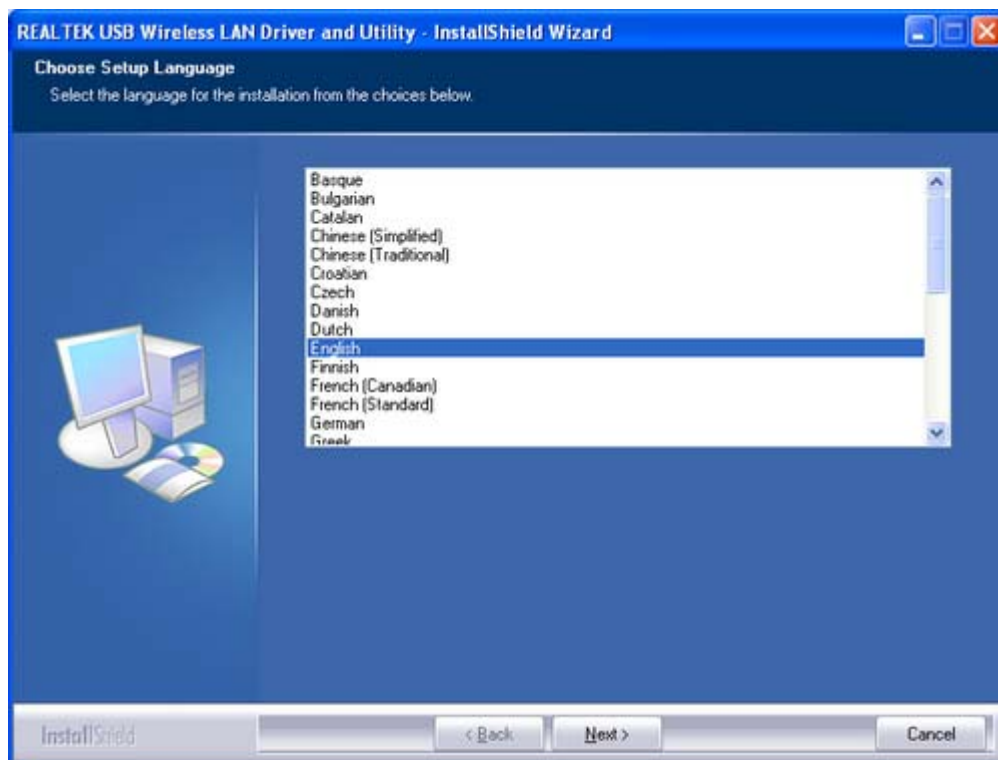 REALTEK USB Wireless LAN Driver and Utility - InstallShield Wizard
Choose Setup Language
Select the language for the installation from the choices below.
Basque
Bulgarian
Catalan
Chinese (Simplified)
Chinese (Traditional)
Croatian
Czech
Danish
Dutch
English
Finnish
French (Canadian)
French (Standard)
German
Greek
InstallShield
< Back
Next >
Cancel